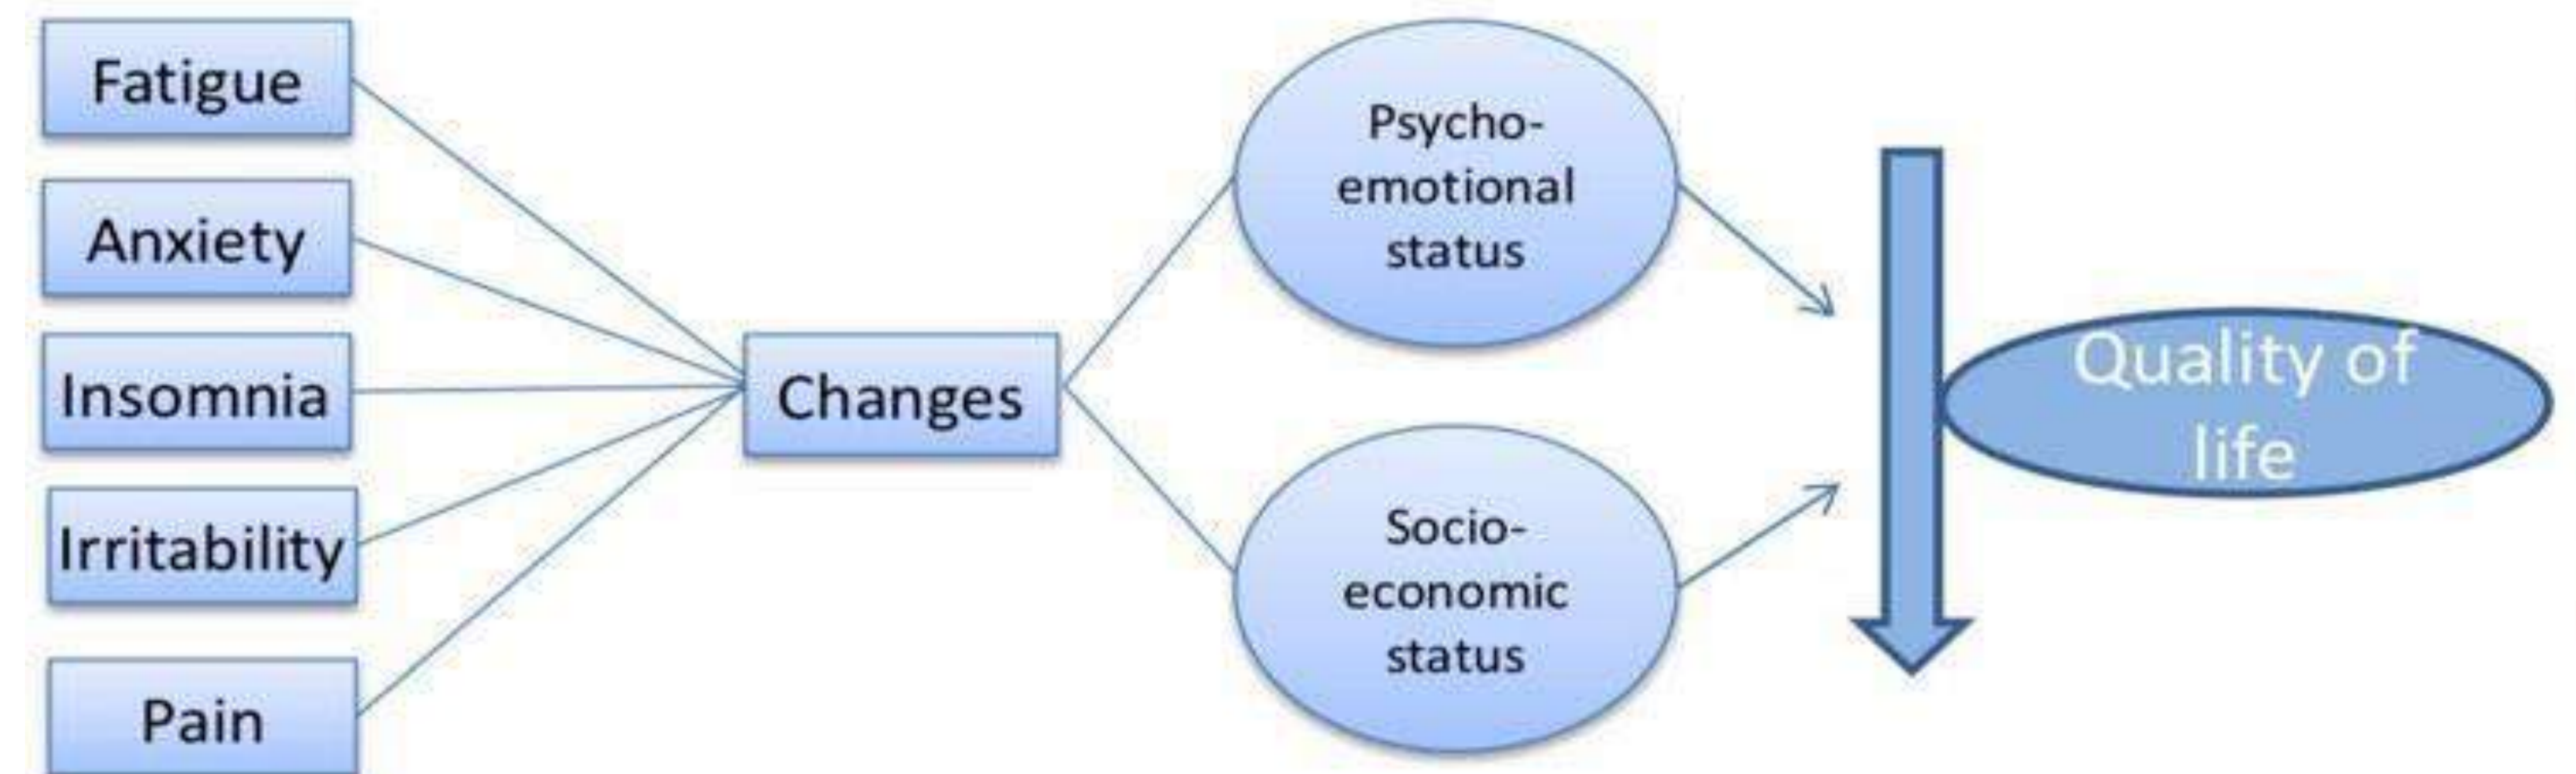 Fatigue
Anxiety
Insomnia
Irritability
Pain
Changes
Psycho-
emotional
status
Socio-
economic
status
Quality of
life